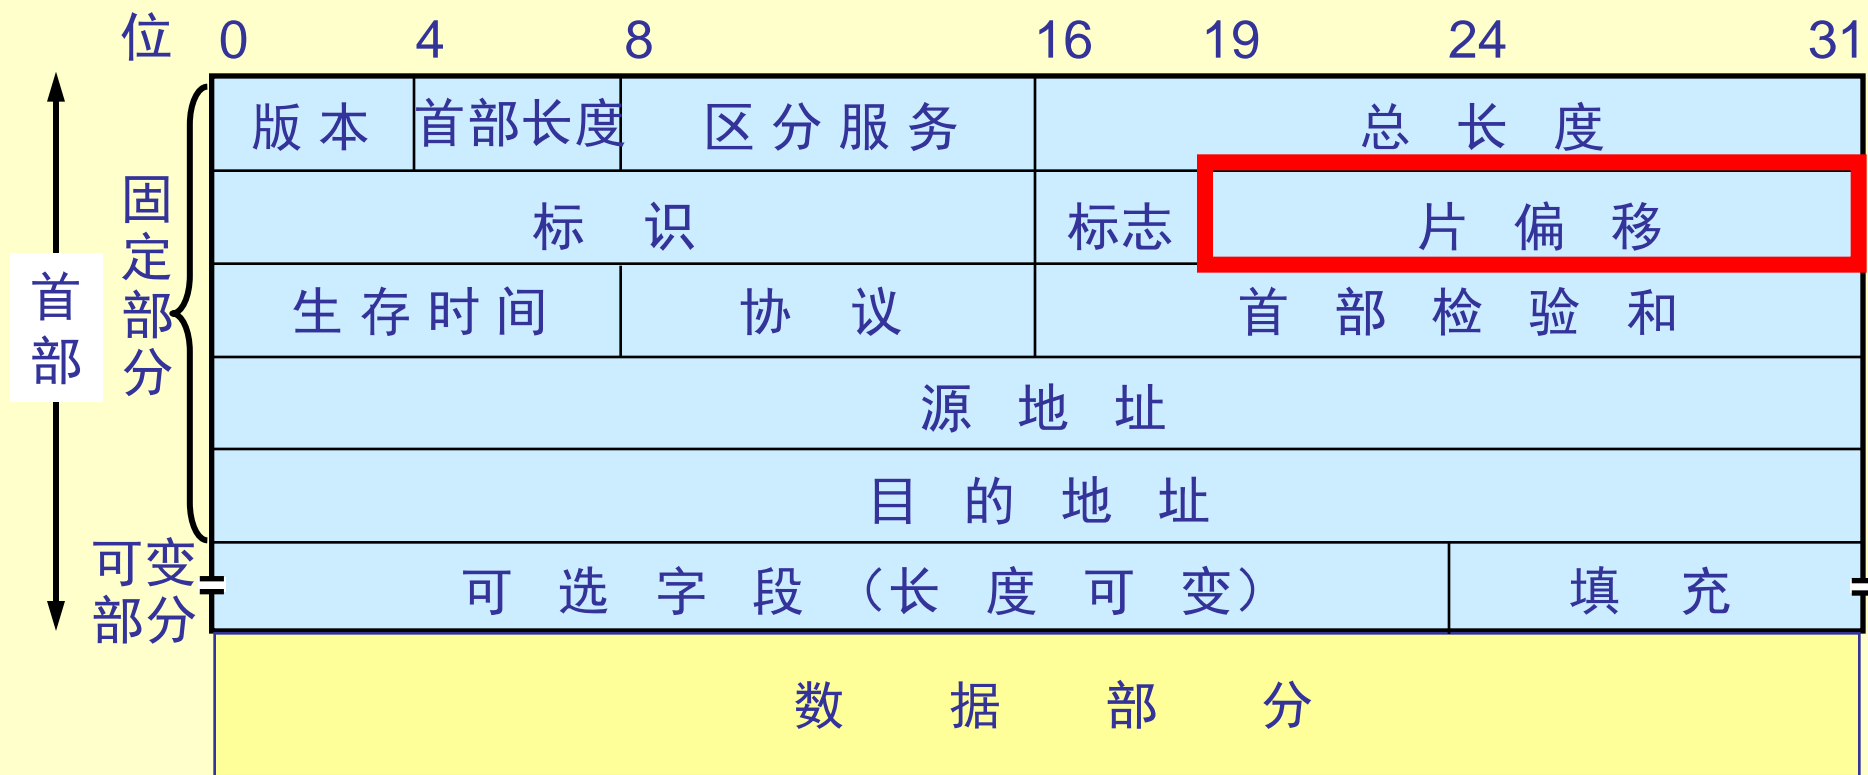 位 0 4 8 16 19 24 31
版 本 首部长度 区 分 服 务 总 长 度
标 识 标志 片 偏 移
生 存 时 间 协 议 首 部 检 验 和
源 地 址
目 的 地 址
可 选 字 段 （长 度 可 变） 填 充
数 据 部 分
首部
固定部分
可变
部分